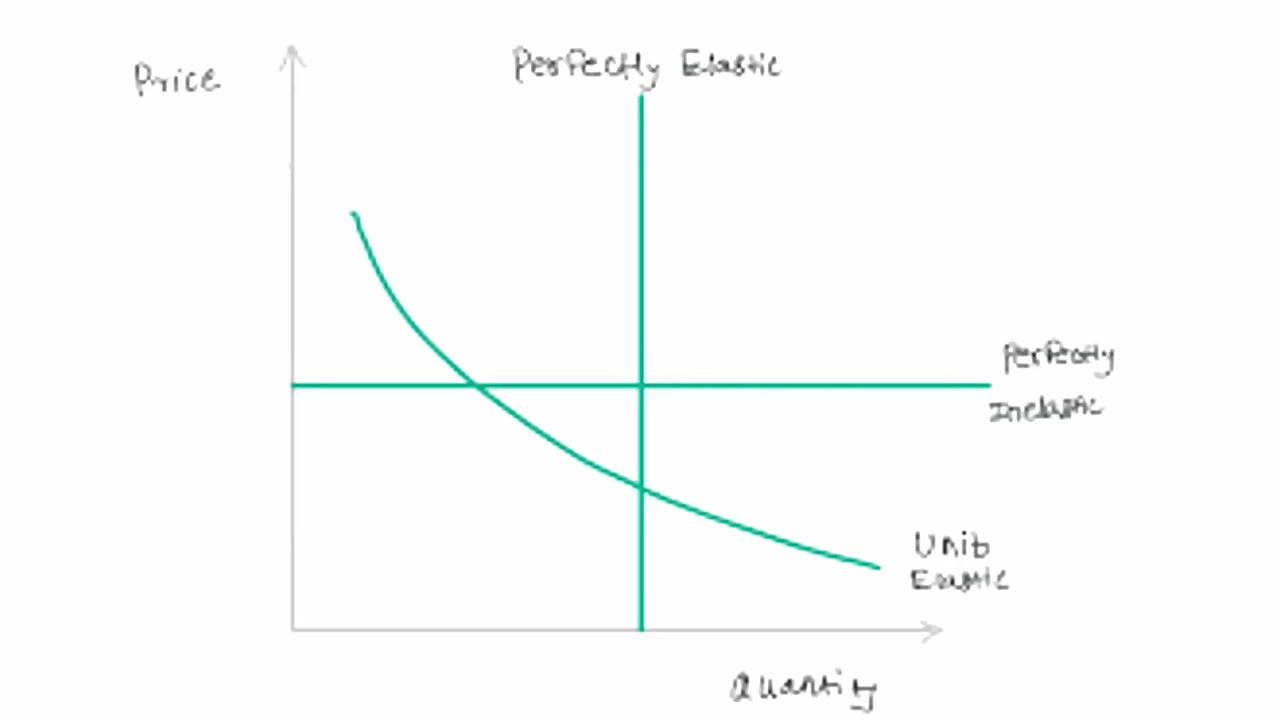 Price
Perfectly Elastic
Perfectly
Inelastic
Unit
Elastic
Quantity